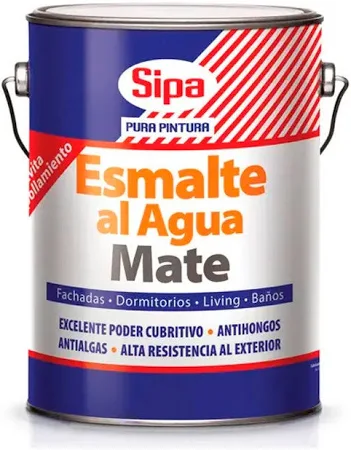 Sipa
PURA PINTURA
Esmalte
al Agua
Mate
Fachadas • Dormitorios • Living • Baños
EXCELENTE PODER CUBRITIVO • ANTIHONGOS
ANTIALGAS • ALTA RESISTENCIA AL EXTERIOR